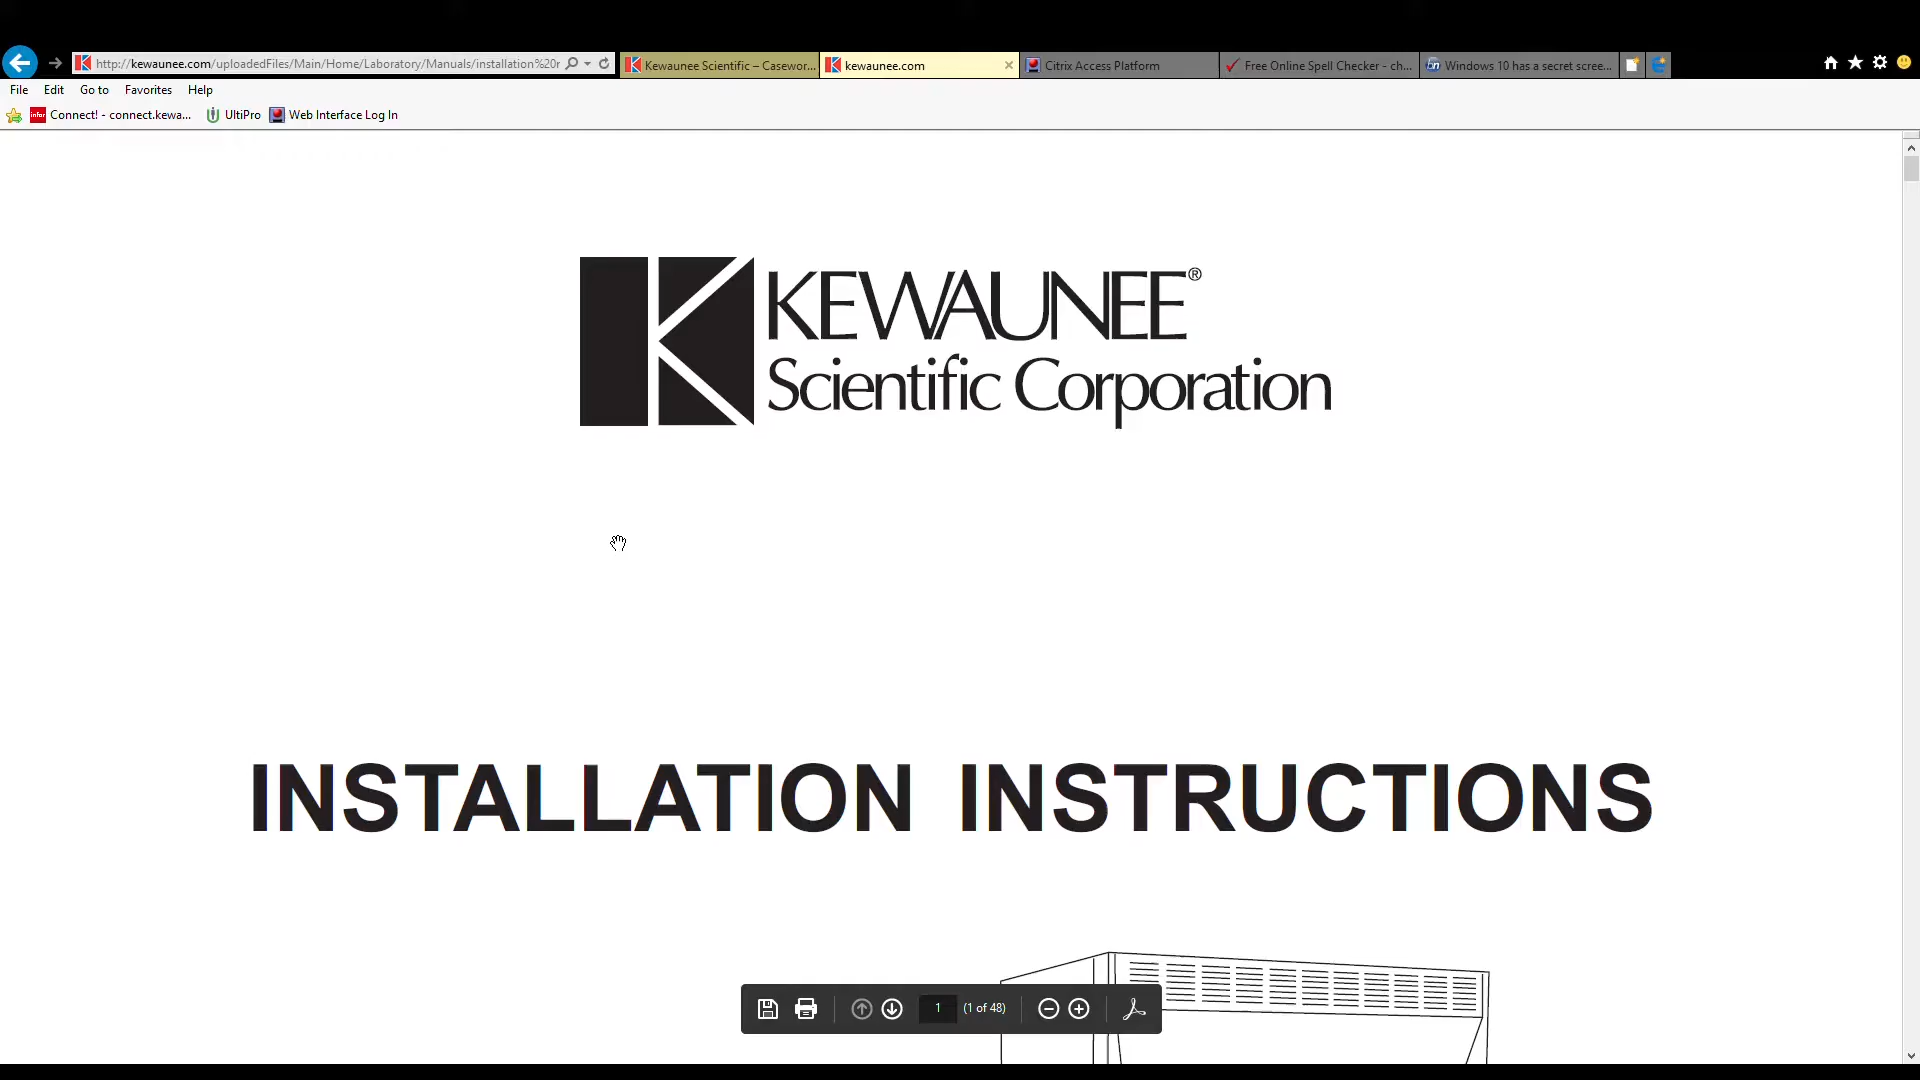 http://kewaunee.com/uploadedFiles/Main/Home/Laboratory/Manuals/installation%20r
Kewaunee Scientific – Casewor...
kewaunee.com
Citrix Access Platform
Free Online Spell Checker - ch...
Windows 10 has a secret scree...
File Edit Go to Favorites Help
infor Connect! - connect.kewa... UltiPro Web Interface Log In
KEWAUNEE®
Scientific Corporation
INSTALLATION INSTRUCTIONS
1 (1 of 48)